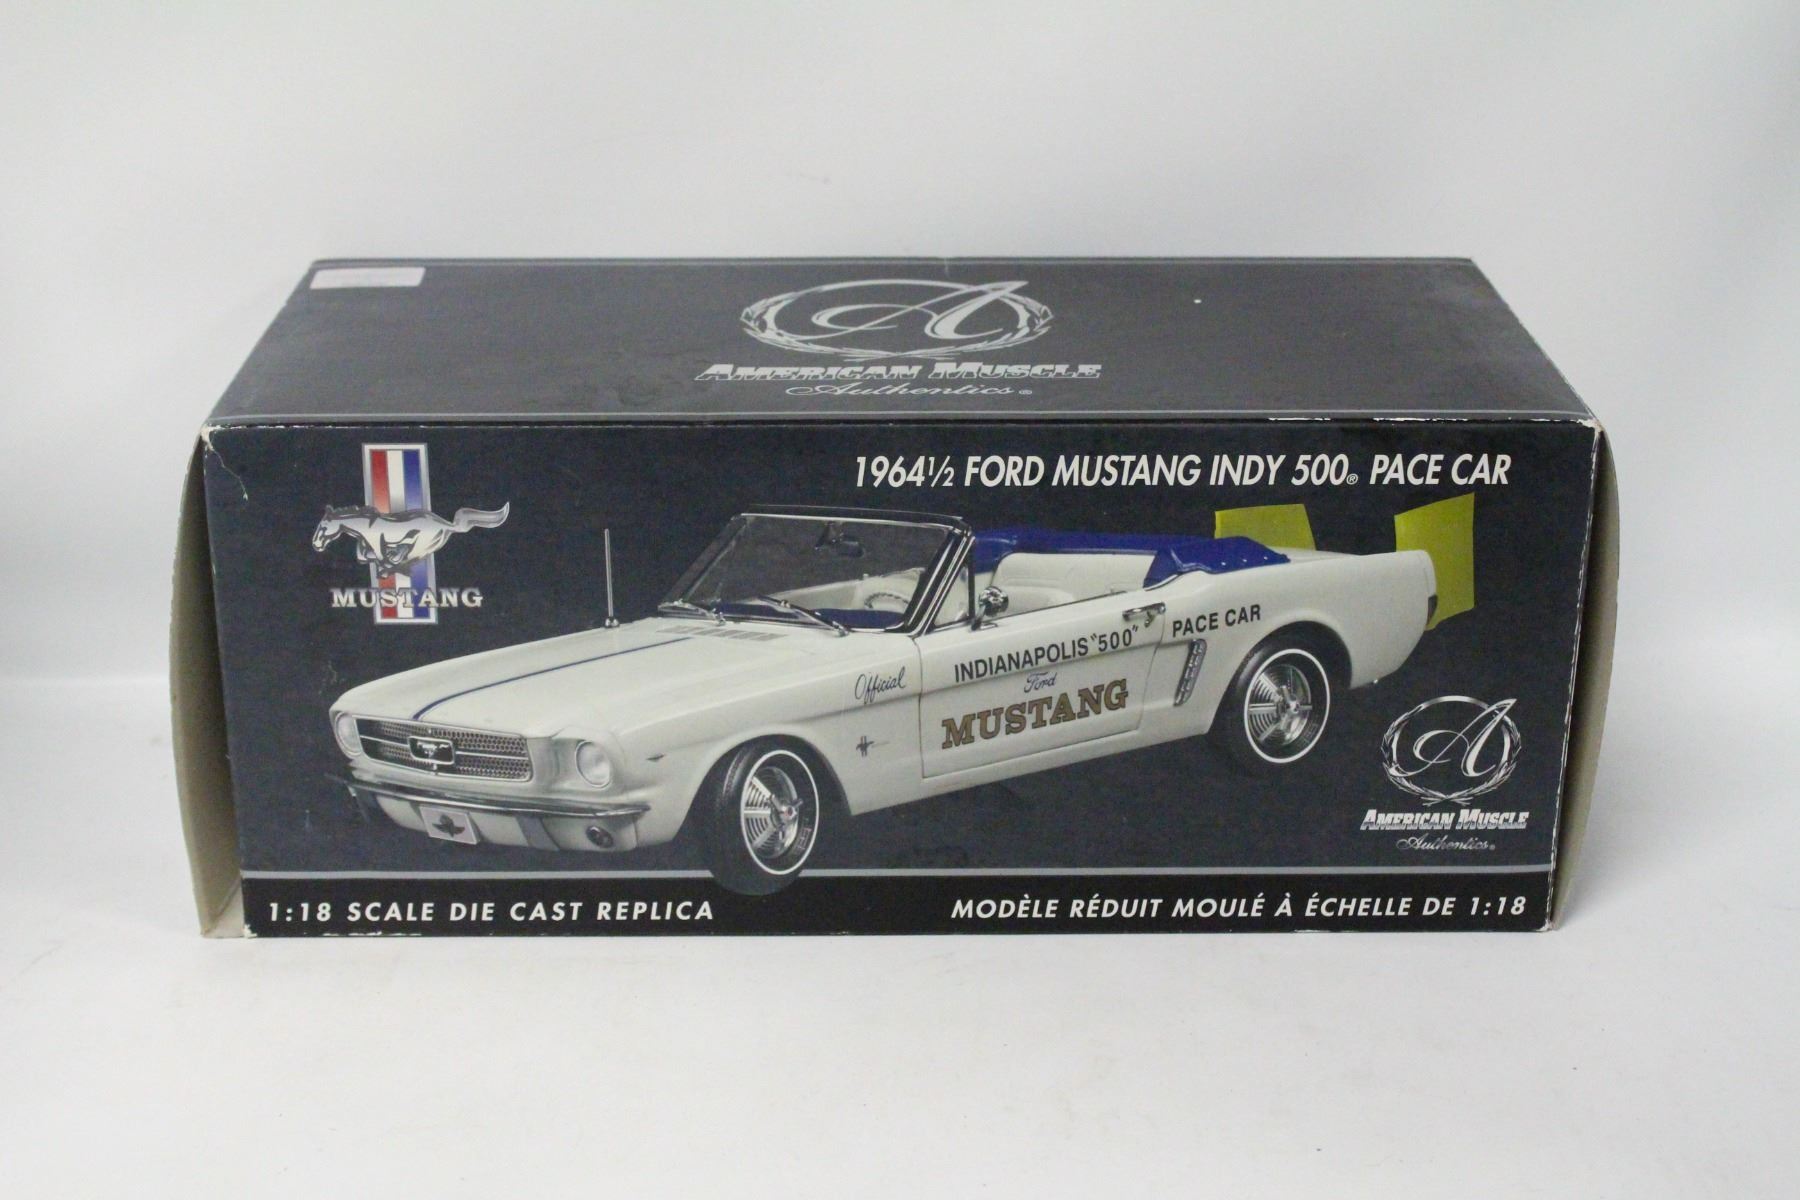 A
AMERICAN MUSCLE
Authentics®
1964½ FORD MUSTANG INDY 500® PACE CAR
MUSTANG
Official
INDIANAPOLIS "500" PACE CAR
Ford
MUSTANG
A
AMERICAN MUSCLE
Authentics®
1:18 SCALE DIE CAST REPLICA
MODÈLE RÉDUIT MOULÉ À ÉCHELLE DE 1:18